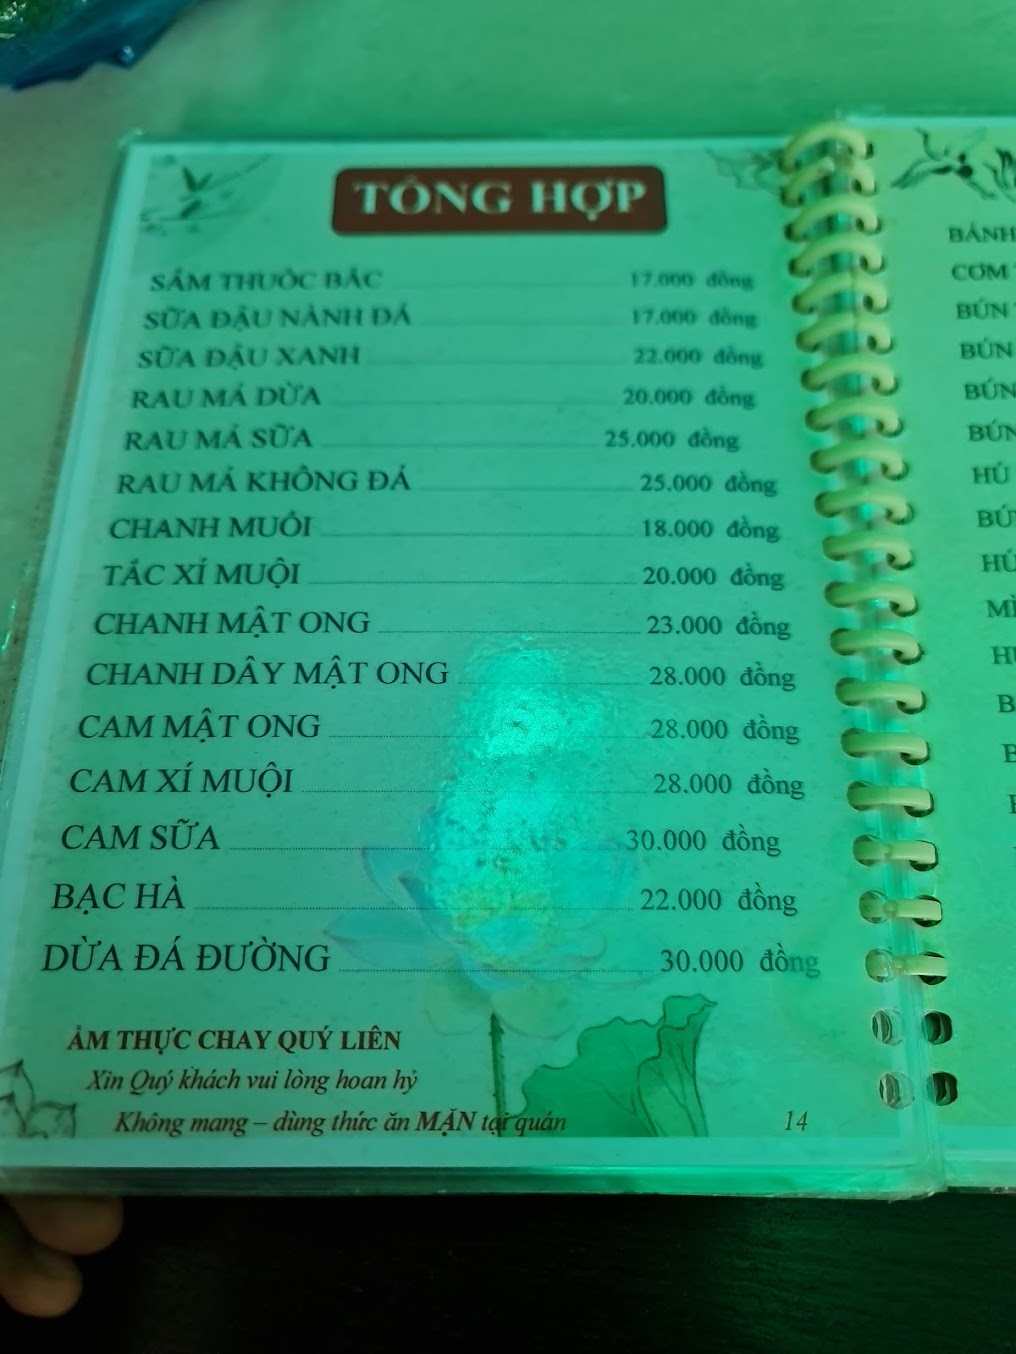 TỔNG HỢP
SÂM THUỐC BẮC 17.000 đồng
SỮA ĐẬU NÀNH ĐÁ 17.000 đồng
SỮA ĐẬU XANH 22.000 đồng
RAU MÁ DỪA 20.000 đồng
RAU MÁ SỮA 25.000 đồng
RAU MÁ KHÔNG ĐÁ 25.000 đồng
CHANH MUỐI 18.000 đồng
TẮC XÍ MUỘI 20.000 đồng
CHANH MẬT ONG 23.000 đồng
CHANH DÂY MẬT ONG 28.000 đồng
CAM MẬT ONG 28.000 đồng
CAM XÍ MUỘI 28.000 đồng
CAM SỮA 30.000 đồng
BẠC HÀ 22.000 đồng
DỪA ĐÁ ĐƯỜNG 30.000 đồng
ẨM THỰC CHAY QUÝ LIÊN
Xin Quý khách vui lòng hoan hỷ
Không mang – dùng thức ăn MẶN tại quán
14
BÁNH
CƠM
BÚN
BÚN
BÚN
BÚN
HỦ